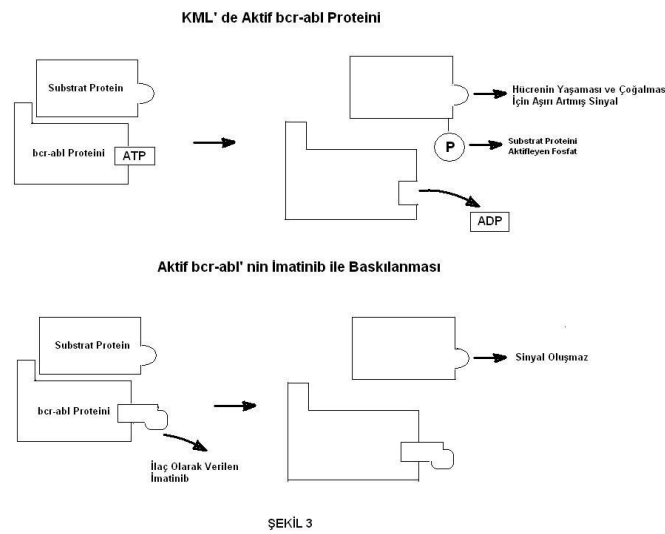 KML' de Aktif bcr-abl Proteini
Substrat Protein
bcr-abl Proteini
ATP
Hücrenin Yaşaması ve Çoğalmas
İçin Aşırı Artmış Sinyal
P
Substrat Proteini
Aktifleyen Fosfat
ADP
Aktif bcr-abl' nin İmatinib ile Baskılanması
Substrat Protein
bcr-abl Proteini
Sinyal Oluşmaz
İlaç Olarak Verilen
İmatinib
ŞEKİL 3